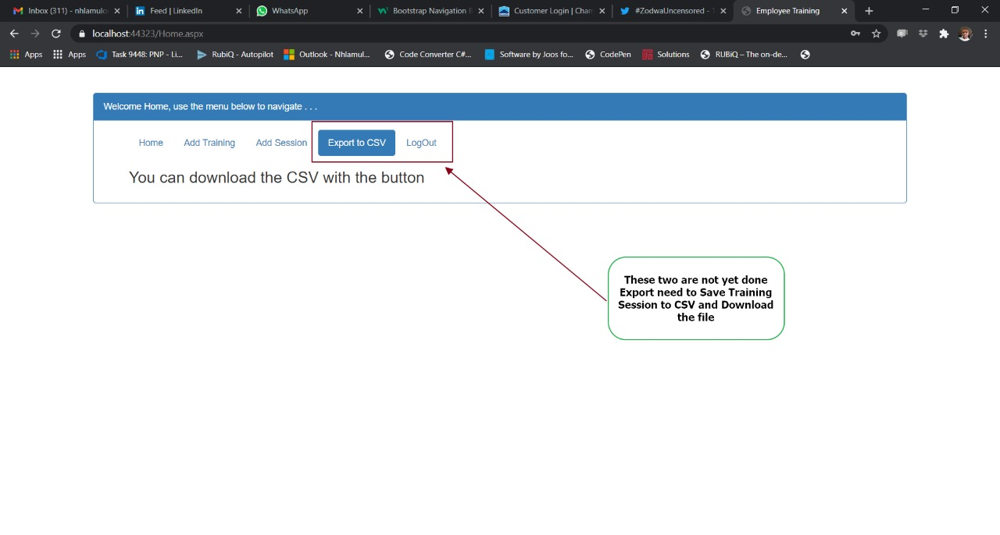 Inbox (311) - nhlamulo
Feed | LinkedIn
WhatsApp
Bootstrap Navigation B
Customer Login | Cham
#ZodwaUncensored - T
Employee Training
localhost:44323/Home.aspx
Apps
Apps
Task 9448: PNP - Li...
RubiQ - Autopilot
Outlook - Nhlamul...
Code Converter C#...
Software by Joos fo...
CodePen
Solutions
RUBiQ – The on-de...
Welcome Home, use the menu below to navigate . . .
Home
Add Training
Add Session
Export to CSV
LogOut
You can download the CSV with the button
These two are not yet done
Export need to Save Training
Session to CSV and Download
the file